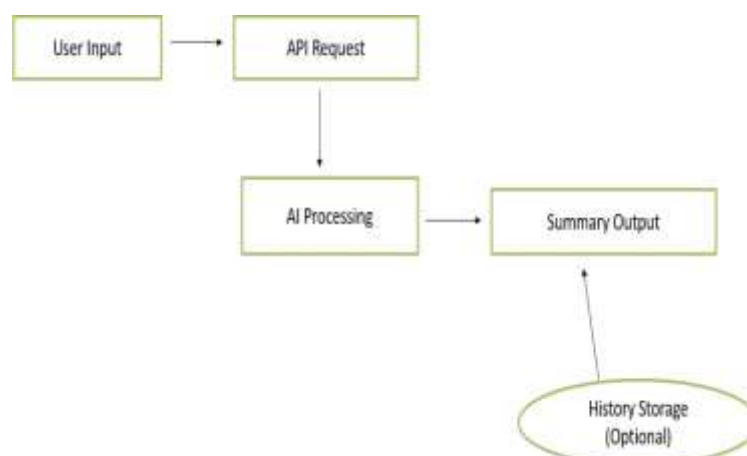 User Input
API Request
AI Processing
Summary Output
History Storage
(Optional)